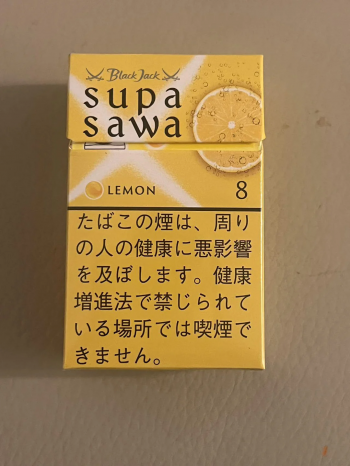 Black Jack
supa
sawa
LEMON 8
たばこの煙は、周り
の人の健康に悪影響
を及ぼします。健康
増進法で禁じられて
いる場所では喫煙で
きません。